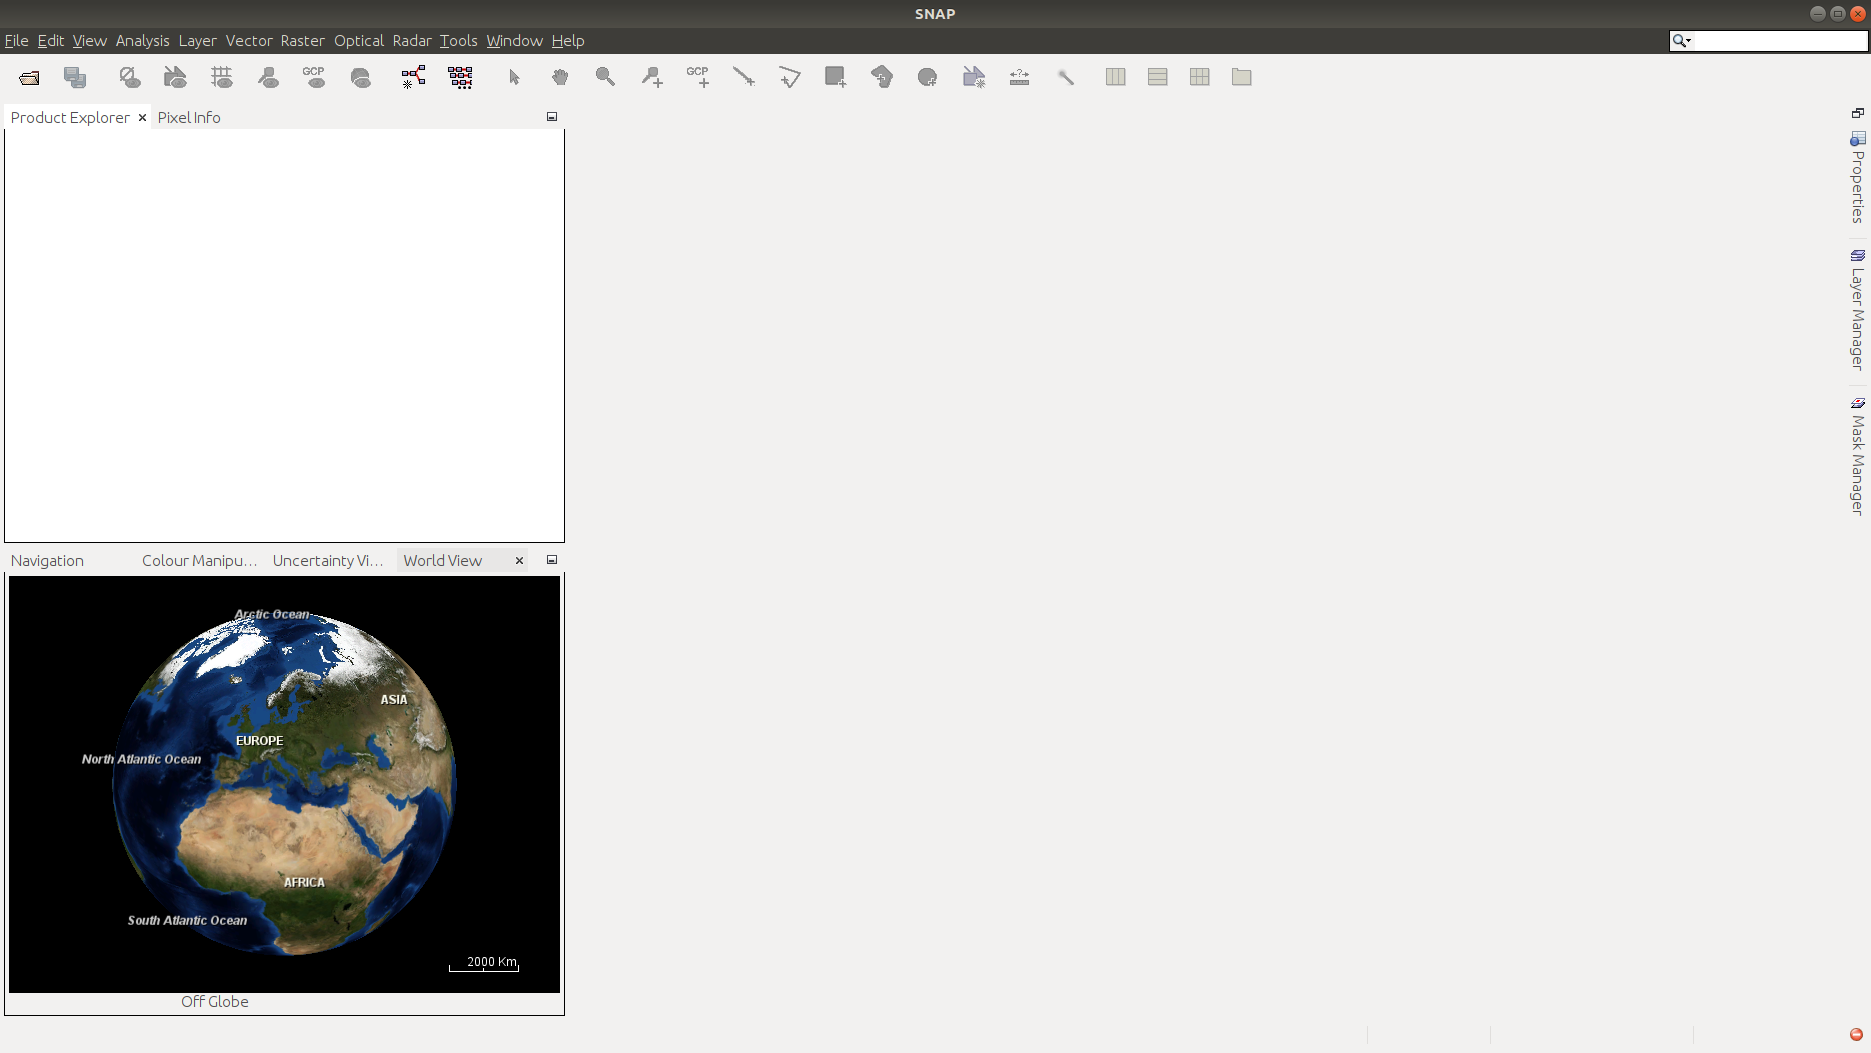 SNAP
File Edit View Analysis Layer Vector Raster Optical Radar Tools Window Help
GCP GCP
Product Explorer Pixel Info
Properties
Layer Manager
Mask Manager
Navigation Colour Manipu... Uncertainty Vi... World View
Arctic Ocean
ASIA
EUROPE
North Atlantic Ocean
AFRICA
South Atlantic Ocean
2000 Km
Off Globe